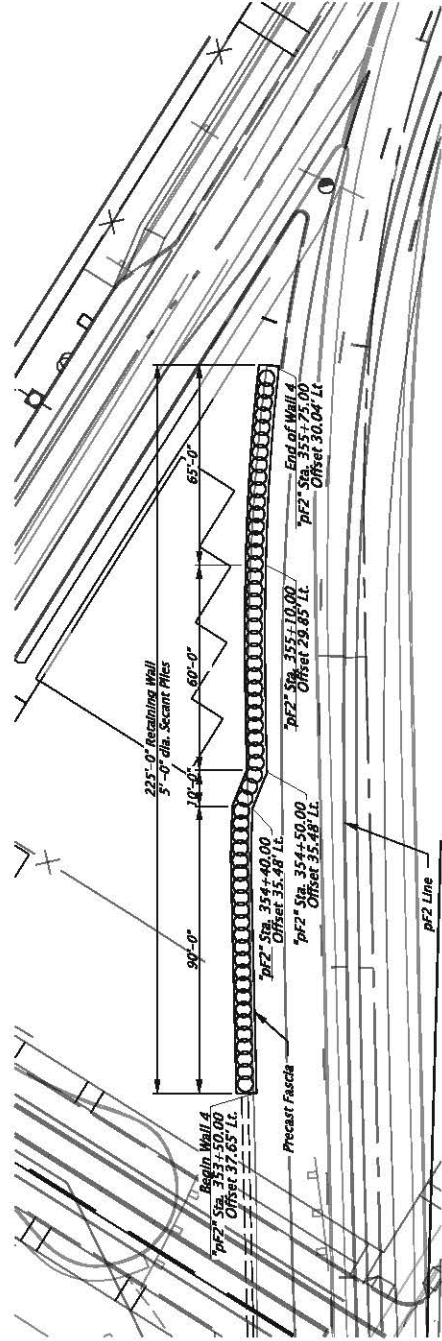 225'-0" Retaining Wall
5'-0" dia. Secant Piles
90'-0"
10'-0"
60'-0"
65'-0"
Begin Wall 4
"pF2" Sta. 353+50.00
Offset 37.65' Lt.
"pF2" Sta. 354+40.00
Offset 35.48' Lt.
"pF2" Sta. 354+50.00
Offset 35.48' Lt.
"pF2" Sta. 355+10.00
Offset 29.85' Lt.
End of Wall 4
"pF2" Sta. 355+75.00
Offset 30.04' Lt
Precast Fascia
pF2 Line